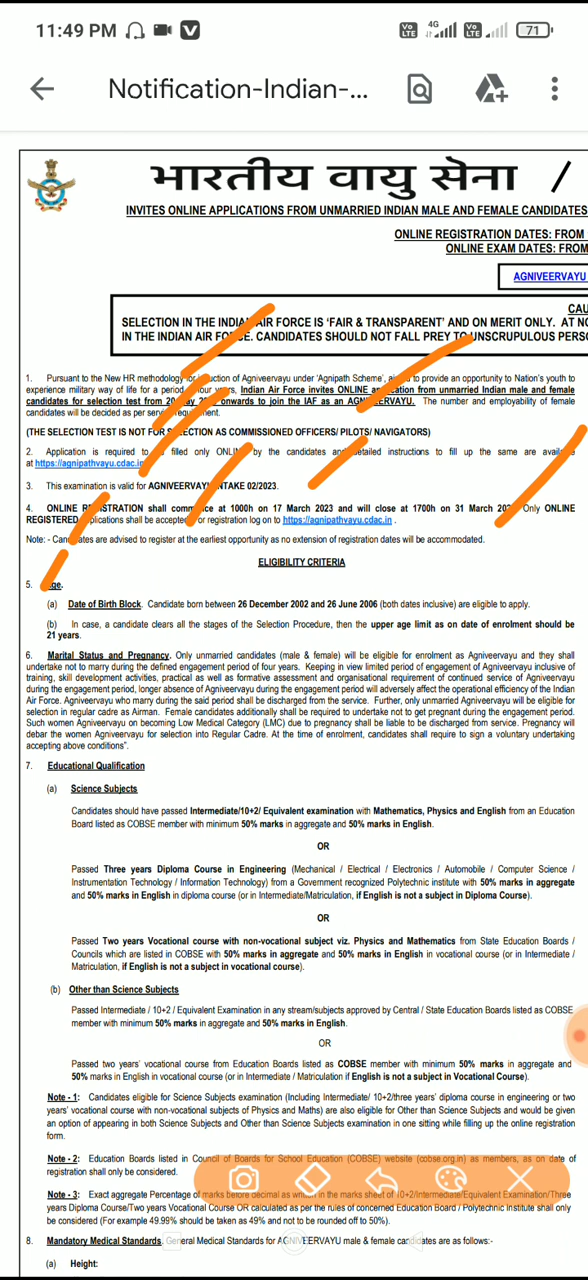 11:49 PM
Vo LTE 4G Vo LTE 71
Notification-Indian-...
भारतीय वायु सेना /
INVITES ONLINE APPLICATIONS FROM UNMARRIED INDIAN MALE AND FEMALE CANDIDATES
ONLINE REGISTRATION DATES: FROM
ONLINE EXAM DATES: FROM
AGNIVEERVAYU
CAU
SELECTION IN THE INDIAN AIR FORCE IS 'FAIR & TRANSPARENT' AND ON MERIT ONLY. AT NO
IN THE INDIAN AIR FORCE. CANDIDATES SHOULD NOT FALL PREY TO UNSCRUPULOUS PERSO
1. Pursuant to the New HR methodology for induction of Agniveervayu under 'Agnipath Scheme', aimed to provide an opportunity to Nation's youth to
experience military way of life for a period of four years, Indian Air Force invites ONLINE application from unmarried Indian male and female
candidates for selection test from 20 May 2023 onwards to join the IAF as an AGNIVEERVAYU. The number and employability of female
candidates will be decided as per service requirement.
(THE SELECTION TEST IS NOT FOR SELECTION AS COMMISSIONED OFFICERS/ PILOTS/ NAVIGATORS)
2. Application is required to be filled only ONLINE by the candidates and detailed instructions to fill up the same are available
at https://agnipathvayu.cdac.in
3. This examination is valid for AGNIVEERVAYU INTAKE 02/2023.
4. ONLINE REGISTRATION shall commence at 1000h on 17 March 2023 and will close at 1700h on 31 March 2023. Only ONLINE
REGISTERED applications shall be accepted. For registration log on to https://agnipathvayu.cdac.in .
Note: - Candidates are advised to register at the earliest opportunity as no extension of registration dates will be accommodated.
ELIGIBILITY CRITERIA
5. Age.
(a) Date of Birth Block. Candidate born between 26 December 2002 and 26 June 2006 (both dates inclusive) are eligible to apply.
(b) In case, a candidate clears all the stages of the Selection Procedure, then the upper age limit as on date of enrolment should be
21 years.
6. Marital Status and Pregnancy. Only unmarried candidates (male & female) will be eligible for enrolment as Agniveervayu and they shall
undertake not to marry during the defined engagement period of four years. Keeping in view limited period of engagement of Agniveervayu inclusive of
training, skill development activities, practical as well as formative assessment and organisational requirement of continued service of Agniveervayu
during the engagement period, longer absence of Agniveervayu during the engagement period will adversely affect the operational efficiency of the Indian
Air Force. Agniveervayu who marry during the said period shall be discharged from the service. Further, only unmarried Agniveervayu will be eligible for
selection in regular cadre as Airman. Female candidates additionally shall be required to undertake not to get pregnant during the engagement period.
Such women Agniveervayu on becoming Low Medical Category (LMC) due to pregnancy shall be liable to be discharged from service. Pregnancy will
debar the women Agniveervayu for selection into Regular Cadre. At the time of enrolment, candidates shall require to sign a voluntary undertaking
accepting above conditions".
7. Educational Qualification
(a) Science Subjects
Candidates should have passed Intermediate/10+2/ Equivalent examination with Mathematics, Physics and English from an Education
Board listed as COBSE member with minimum 50% marks in aggregate and 50% marks in English.
OR
Passed Three years Diploma Course in Engineering (Mechanical / Electrical / Electronics / Automobile / Computer Science /
Instrumentation Technology / Information Technology) from a Government recognized Polytechnic institute with 50% marks in aggregate
and 50% marks in English in diploma course (or in Intermediate/Matriculation, if English is not a subject in Diploma Course).
OR
Passed Two years Vocational course with non-vocational subject viz. Physics and Mathematics from State Education Boards /
Councils which are listed in COBSE with 50% marks in aggregate and 50% marks in English in vocational course (or in Intermediate /
Matriculation, if English is not a subject in vocational course).
(b) Other than Science Subjects
Passed Intermediate / 10+2 / Equivalent Examination in any stream/subjects approved by Central / State Education Boards listed as COBSE
member with minimum 50% marks in aggregate and 50% marks in English.
OR
Passed two years' vocational course from Education Boards listed as COBSE member with minimum 50% marks in aggregate and
50% marks in English in vocational course (or in Intermediate / Matriculation if English is not a subject in Vocational Course).
Note - 1: Candidates eligible for Science Subjects examination (Including Intermediate/ 10+2/three years' diploma course in engineering or two
years' vocational course with non-vocational subjects of Physics and Maths) are also eligible for Other than Science Subjects and would be given
an option of appearing in both Science Subjects and Other than Science Subjects examination in one sitting while filling up the online registration
form.
Note - 2: Education Boards listed in Council of Boards for School Education (COBSE) website (cobse.org.in) as members, as on date of
registration shall only be considered.
Note - 3: Exact aggregate Percentage of marks before decimal as written in the marks sheet of 10+2/Intermediate/Equivalent Examination/Three
years Diploma Course/Two years Vocational Course OR calculated as per the rules of concerned Education Board / Polytechnic Institute shall only
be considered (For example 49.99% should be taken as 49% and not to be rounded off to 50%).
8. Mandatory Medical Standards. General Medical Standards for AGNIVEERVAYU male & female candidates are as follows:-
(a) Height: